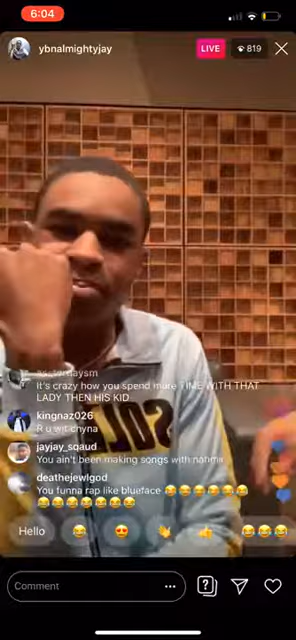 6:04
ybnalmightyjay
LIVE
819
It's crazy how you spend more TIME WITH THAT
LADY THEN HIS KID
kingnaz026
R u wit chyna
jayjay_sqaud
You ain't been making songs with nahmir
deathejewlgod
You funna rap like blueface 😂😂😂😂😂😂
😂😂😂😂😂😂
Hello
Comment